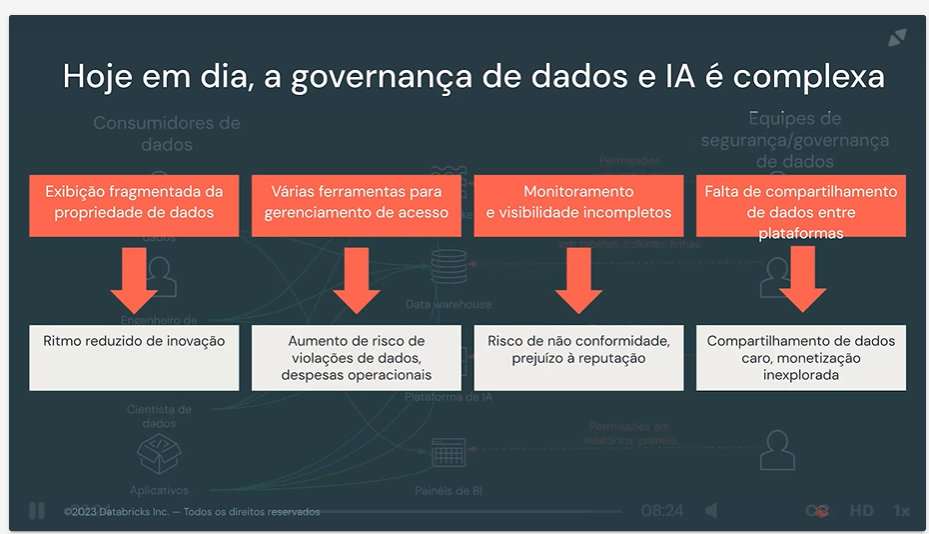 Hoje em dia, a governança de dados e IA é complexa
Consumidores de
dados
Equipes de
segurança/governança
de dados
Permissões
Exibição fragmentada da
propriedade de dados
Várias ferramentas para
gerenciamento de acesso
Monitoramento
e visibilidade incompletos
Falta de compartilhamento
de dados entre
plataformas
dados
em tabelas, colunas, linhas
Data warehouse
Engenheiro de
Ritmo reduzido de inovação
Aumento de risco de
violações de dados,
despesas operacionais
Risco de não conformidade,
prejuízo à reputação
Compartilhamento de dados
caro, monetização
inexplorada
Plataforma de IA
Cientista de
dados
Permissões em
relatórios, painéis
Aplicativos
Painéis de BI
©2023 Databricks Inc. — Todos os direitos reservados
08:24
HD
1x